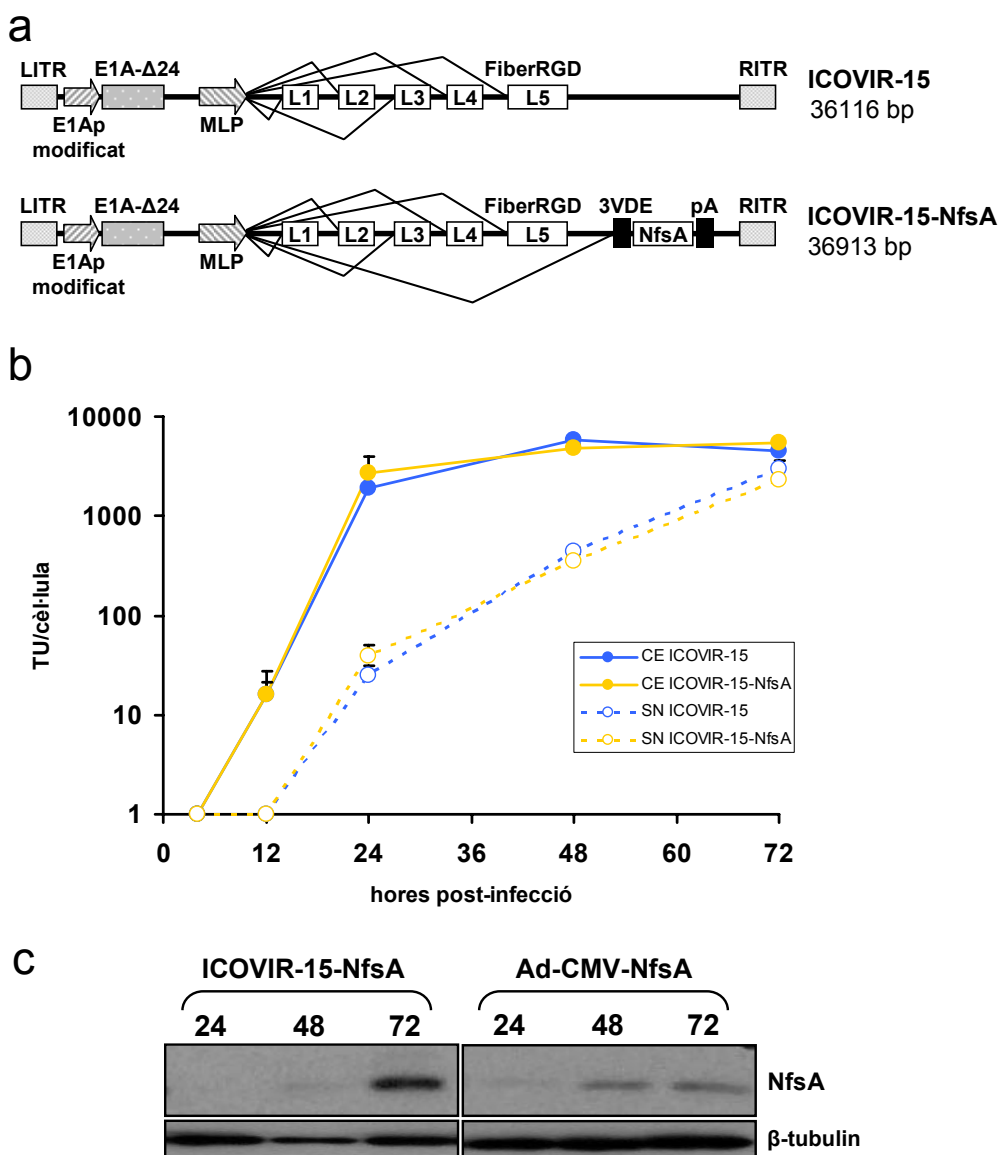 a
LITR E1A-Δ24 FiberRGD RITR
L1 L2 L3 L4 L5
E1Ap modificat
MLP
ICOVIR-15
36116 bp
LITR E1A-Δ24 FiberRGD 3VDE pA RITR
L1 L2 L3 L4 L5 NfsA
E1Ap modificat
MLP
ICOVIR-15-NfsA
36913 bp
b
10000
1000
100
10
1
TU/cèl·lula
0 12 24 36 48 60 72
hores post-infecció
CE ICOVIR-15
CE ICOVIR-15-NfsA
SN ICOVIR-15
SN ICOVIR-15-NfsA
c
ICOVIR-15-NfsA Ad-CMV-NfsA
24 48 72 24 48 72
NfsA
β-tubulin